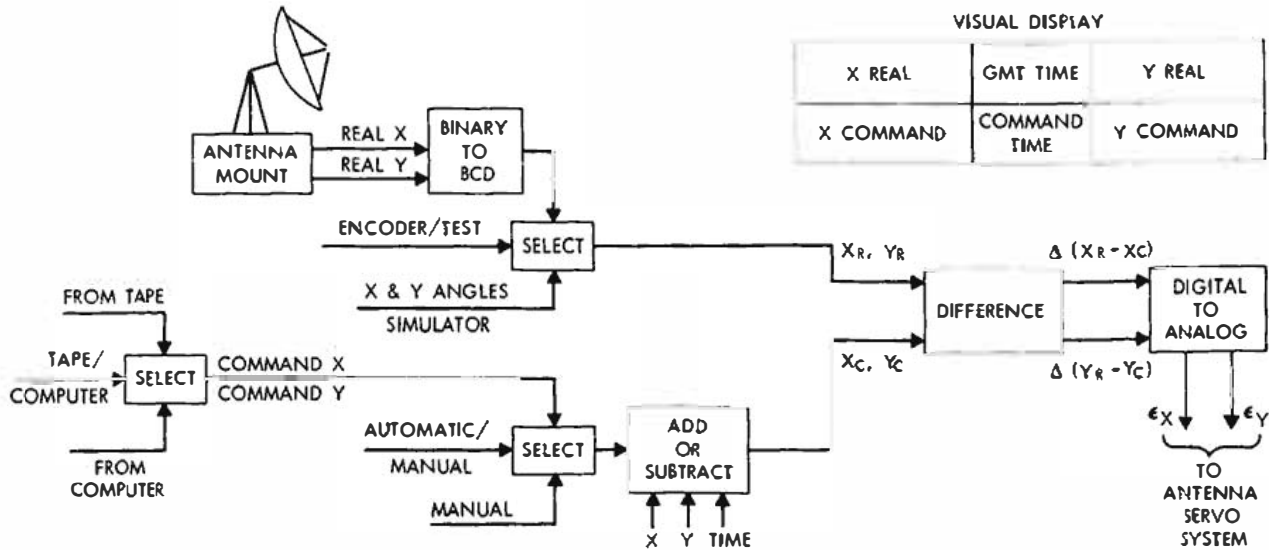 VISUAL DISPLAY
X REAL
GMT TIME
Y REAL
X COMMAND
COMMAND
TIME
Y COMMAND
ANTENNA
MOUNT
REAL X
REAL Y
BINARY
TO
BCD
ENCODER/TEST
SELECT
X & Y ANGLES
SIMULATOR
FROM TAPE
TAPE/
COMPUTER
SELECT
COMMAND X
COMMAND Y
FROM
COMPUTER
AUTOMATIC/
MANUAL
SELECT
MANUAL
ADD
OR
SUBTRACT
X Y TIME
XR, YR
XC, YC
DIFFERENCE
Δ (XR - XC)
Δ (YR - YC)
DIGITAL
TO
ANALOG
ϵX
ϵY
TO
ANTENNA
SERVO
SYSTEM